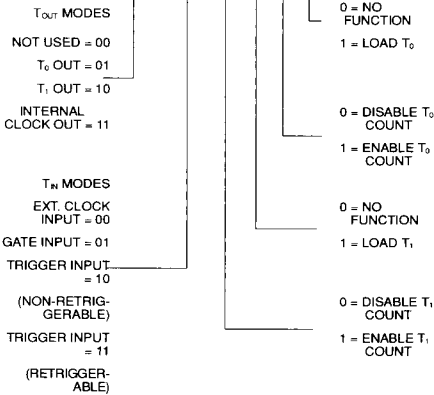 T_OUT MODES
NOT USED = 00
T₀ OUT = 01
T₁ OUT = 10
INTERNAL
CLOCK OUT = 11
T_IN MODES
EXT. CLOCK
INPUT = 00
GATE INPUT = 01
TRIGGER INPUT
= 10
(NON-RETRIG-
GERABLE)
TRIGGER INPUT
= 11
(RETRIGGER-
ABLE)
0 = NO
FUNCTION
1 = LOAD T₀
0 = DISABLE T₀
COUNT
1 = ENABLE T₀
COUNT
0 = NO
FUNCTION
1 = LOAD T₁
0 = DISABLE T₁
COUNT
1 = ENABLE T₁
COUNT